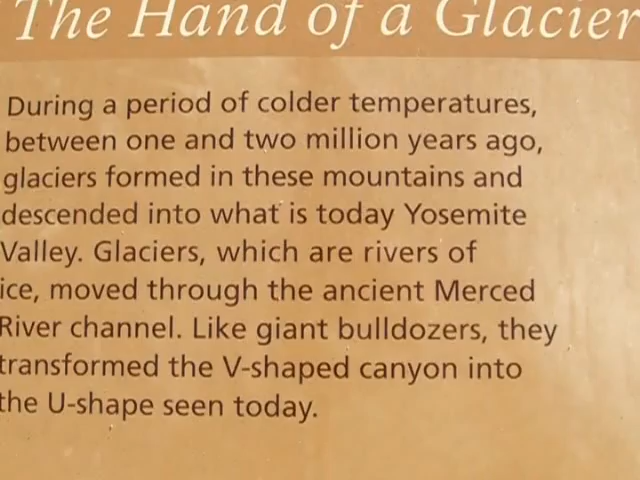 The Hand of a Glacier
During a period of colder temperatures,
between one and two million years ago,
glaciers formed in these mountains and
descended into what is today Yosemite
Valley. Glaciers, which are rivers of
ice, moved through the ancient Merced
River channel. Like giant bulldozers, they
transformed the V-shaped canyon into
the U-shape seen today.